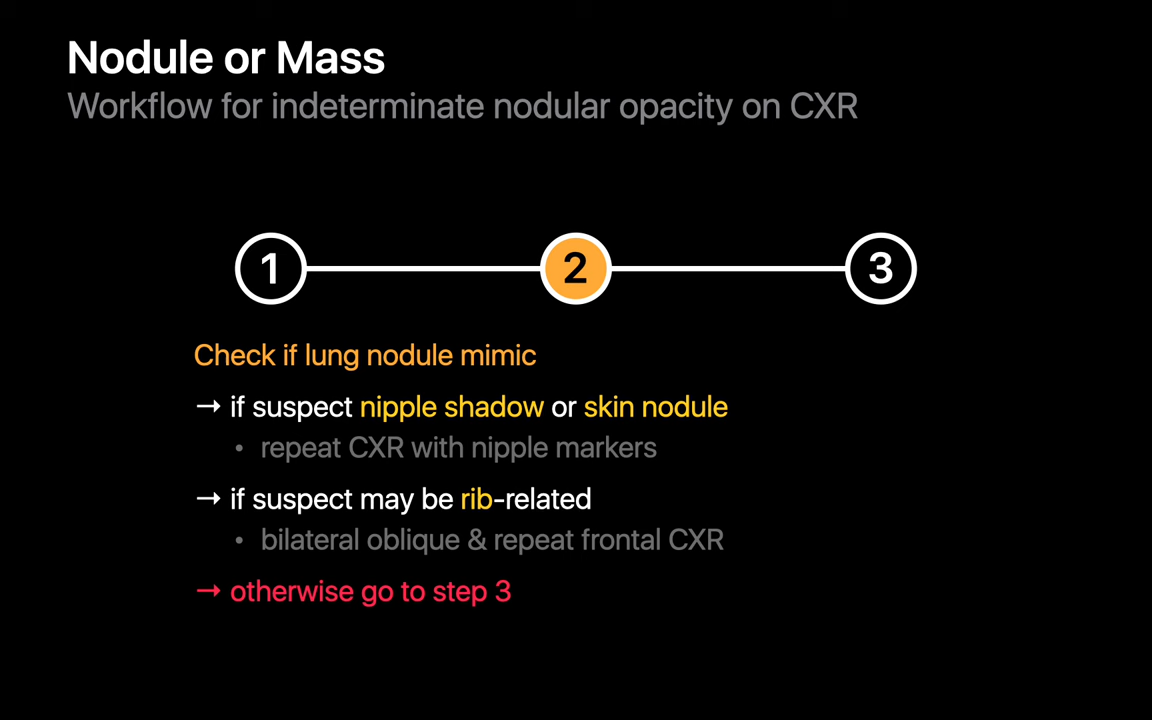 Nodule or Mass
Workflow for indeterminate nodular opacity on CXR
1 2 3
Check if lung nodule mimic
→ if suspect nipple shadow or skin nodule
• repeat CXR with nipple markers
→ if suspect may be rib-related
• bilateral oblique & repeat frontal CXR
→ otherwise go to step 3